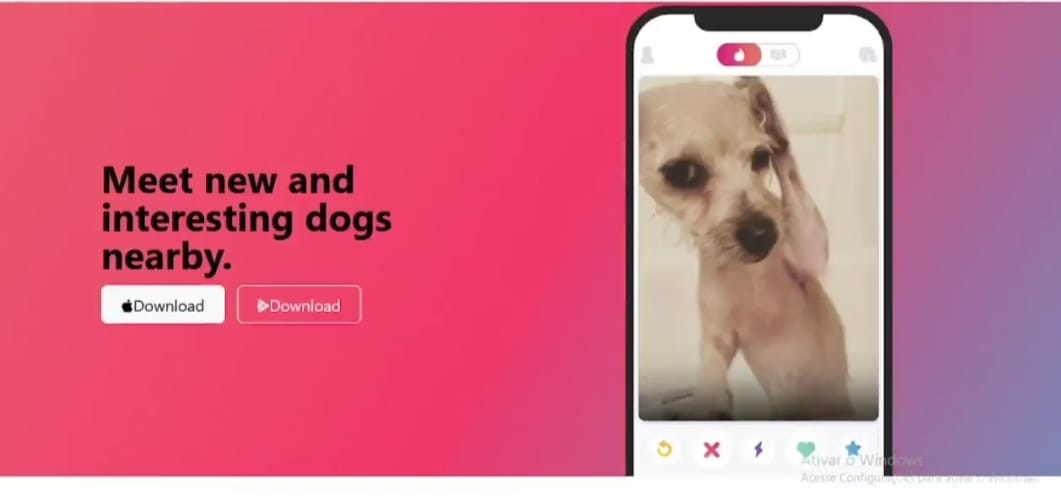 Meet new and
interesting dogs
nearby.
Download
Download
Ativar o Windows
Acesse Configurações para ativar o Windows.